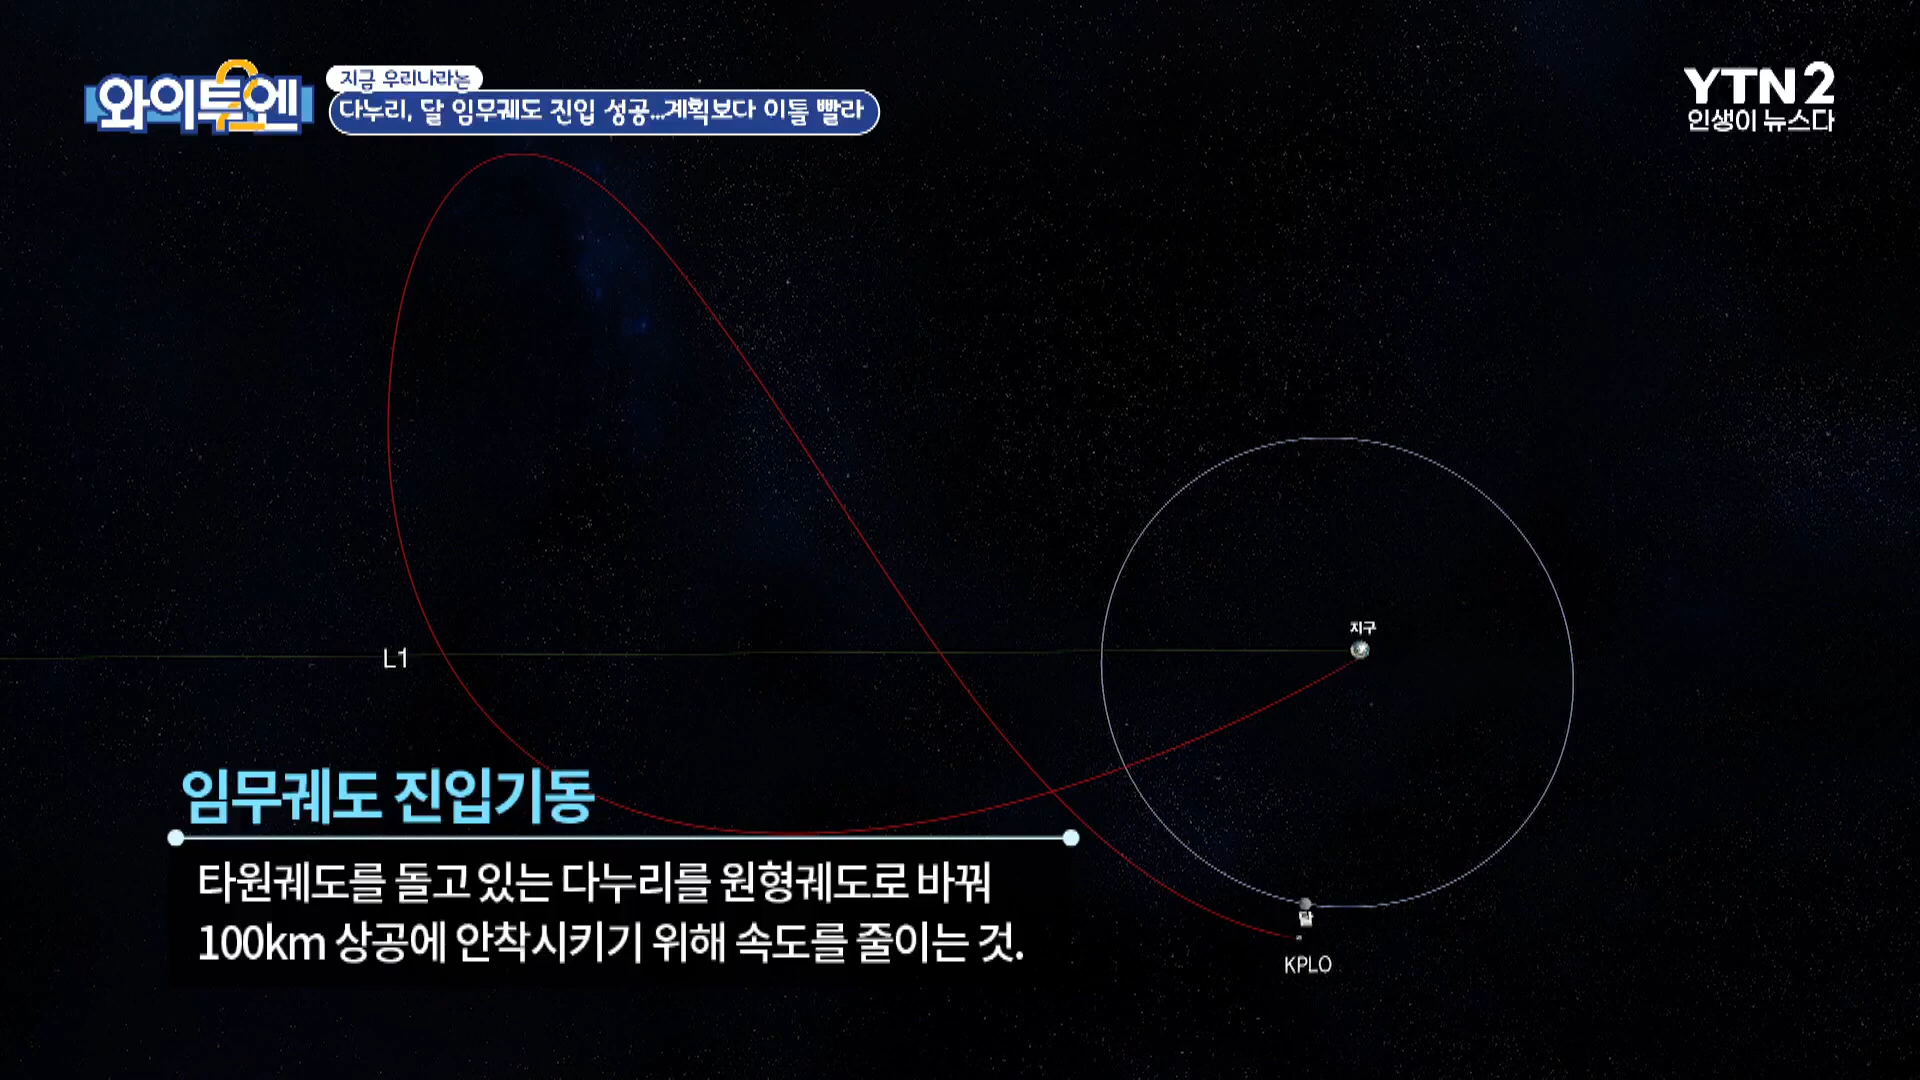 와이투엔
지금 우리나라는
다누리, 달 임무궤도 진입 성공...계획보다 이틀 빨라
YTN2
인생이 뉴스다
지구
L1
임무궤도 진입기동
타원궤도를 돌고 있는 다누리를 원형궤도로 바꿔
100km 상공에 안착시키기 위해 속도를 줄이는 것.
달
KPLO